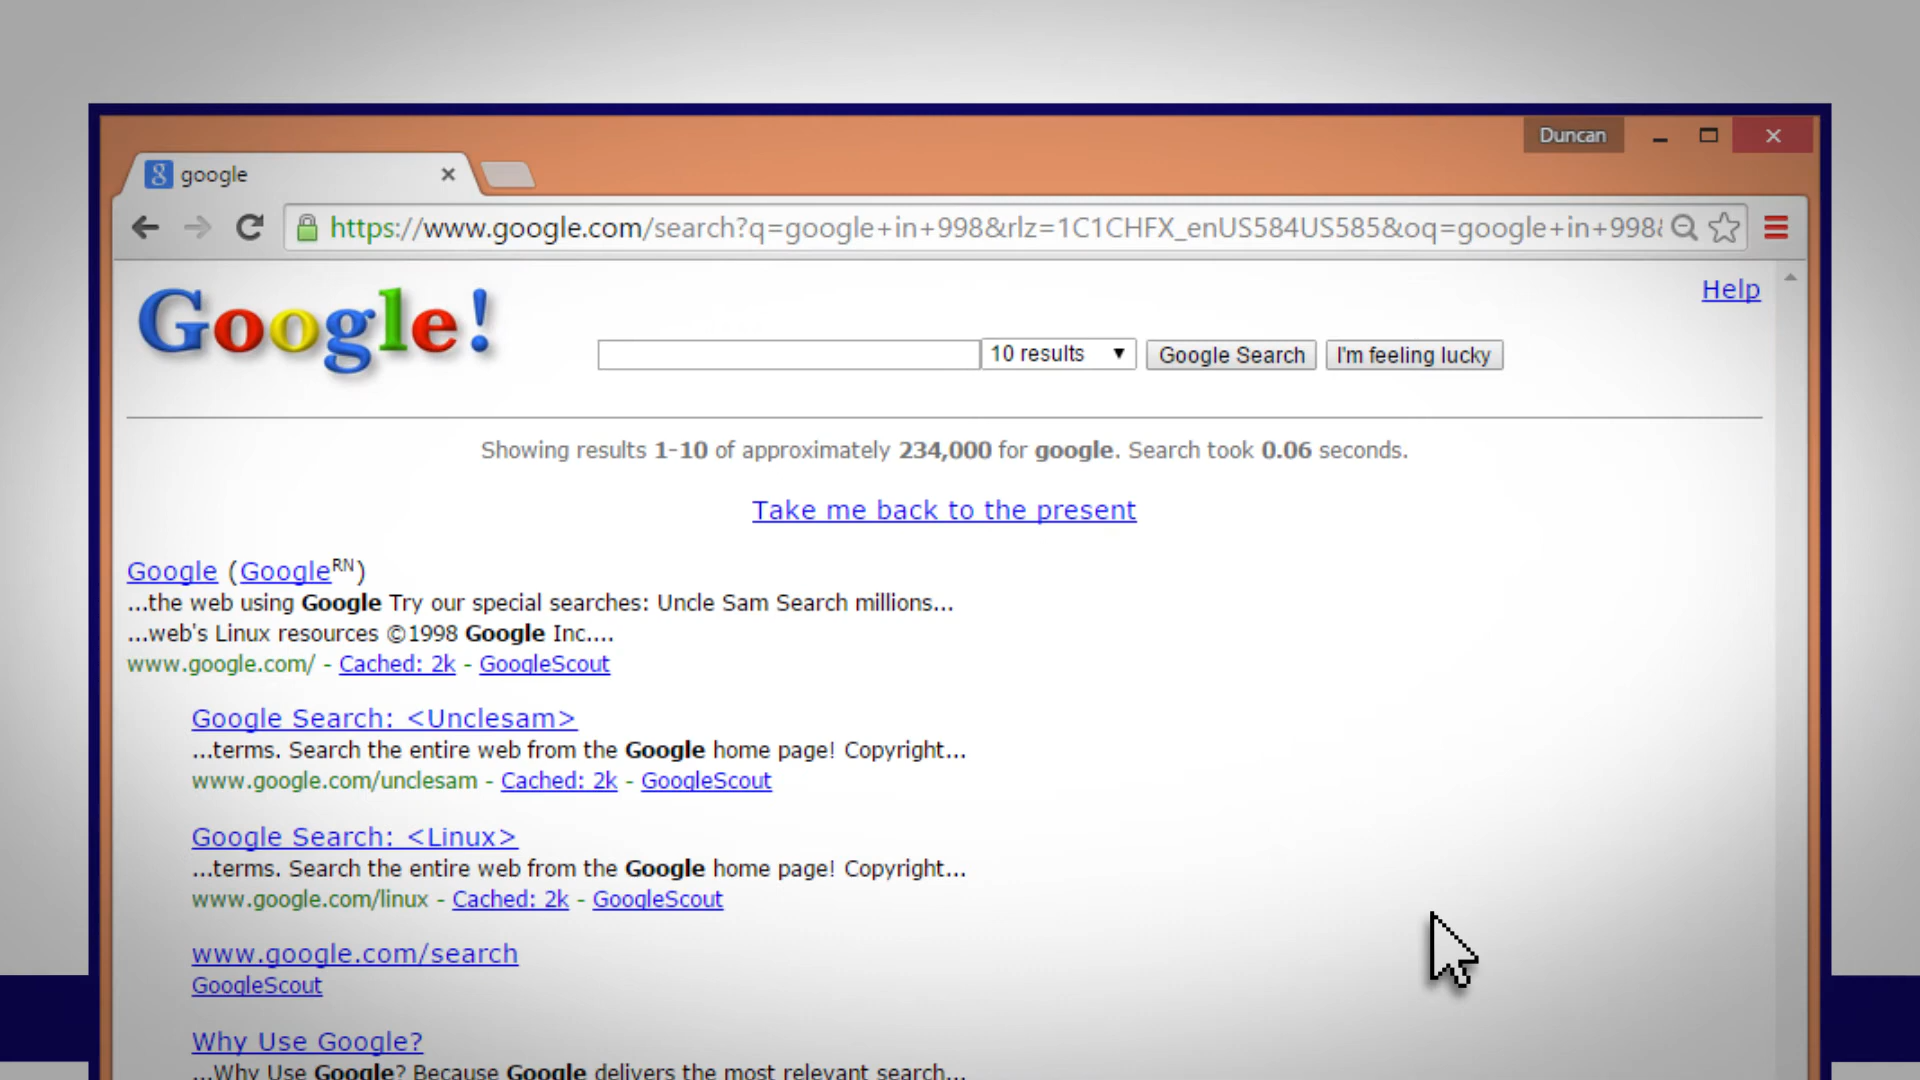 Duncan
google
https://www.google.com/search?q=google+in+998&rlz=1C1CHFX_enUS584US585&oq=google+in+998&
Google!
Help
10 results
Google Search
I'm feeling lucky
Showing results 1-10 of approximately 234,000 for google. Search took 0.06 seconds.
Take me back to the present
Google (GoogleRN)
...the web using Google Try our special searches: Uncle Sam Search millions...
...web's Linux resources ©1998 Google Inc....
www.google.com/ - Cached: 2k - GoogleScout
Google Search: <Unclesam>
...terms. Search the entire web from the Google home page! Copyright...
www.google.com/unclesam - Cached: 2k - GoogleScout
Google Search: <Linux>
...terms. Search the entire web from the Google home page! Copyright...
www.google.com/linux - Cached: 2k - GoogleScout
www.google.com/search
GoogleScout
Why Use Google?
...Why Use Google? Because Google delivers the most relevant search...